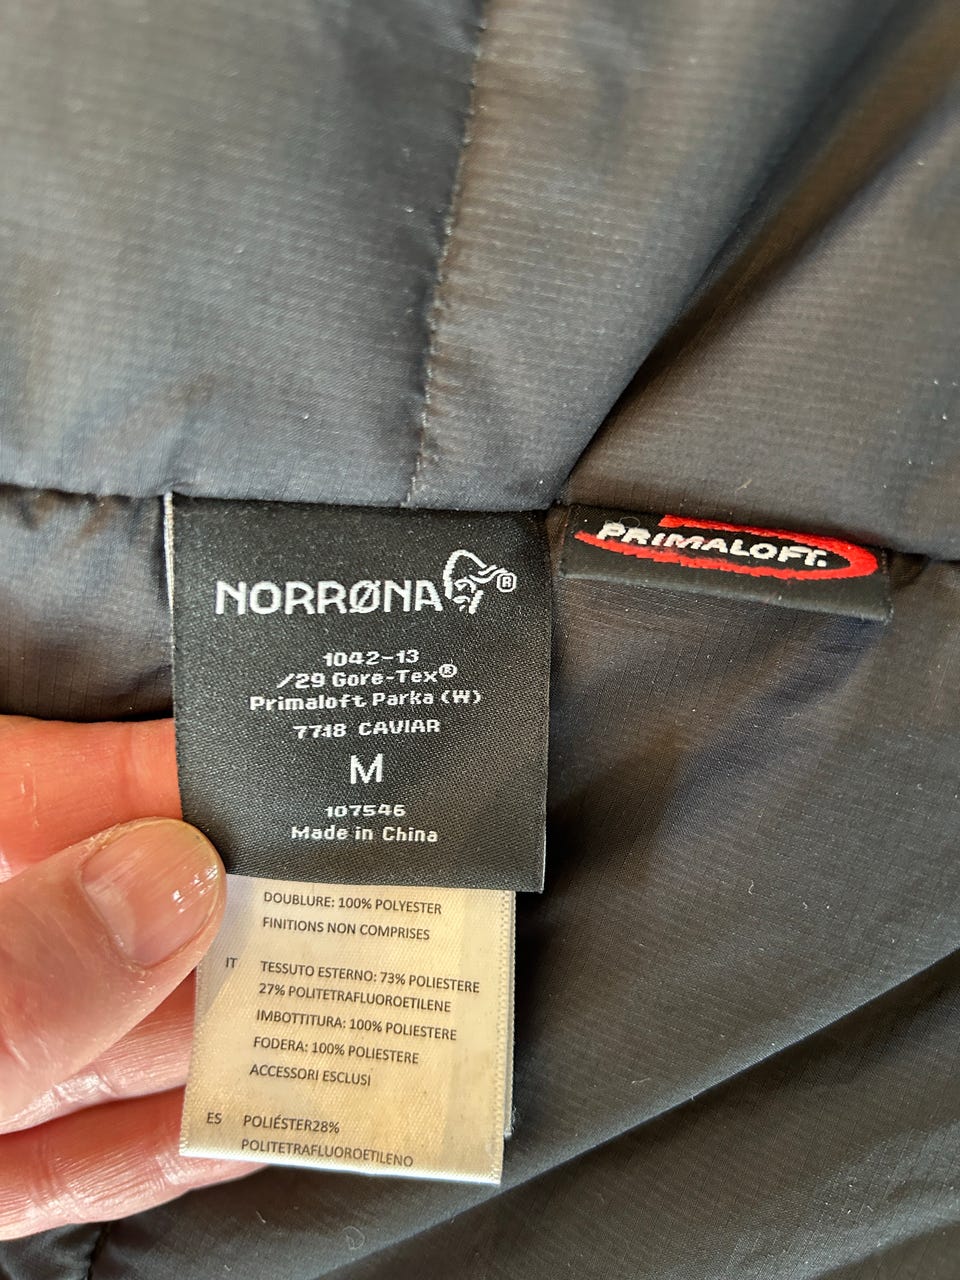 NORRØNA®
1042-13
/29 Gore-Tex®
Primaloft Parka (W)
7718 CAVIAR
M
107546
Made in China
PRIMALOFT.
DOUBLURE: 100% POLYESTER
FINITIONS NON COMPRISES
IT TESSUTO ESTERNO: 73% POLIESTERE
27% POLITETRAFLUOROETILENE
IMBOTTITURA: 100% POLIESTERE
FODERA: 100% POLIESTERE
ACCESSORI ESCLUSI
ES POLIÉSTER28%
POLITETRAFLUOROETILENO